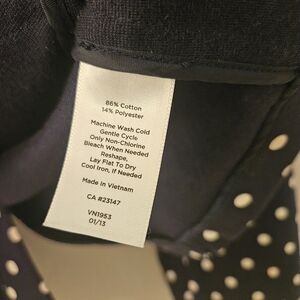 86% Cotton
14% Polyester
Machine Wash Cold
Gentle Cycle
Only Non-Chlorine
Bleach When Needed
Reshape,
Lay Flat To Dry
Cool Iron, If Needed
Made in Vietnam
CA #23147
VN1953
01/13